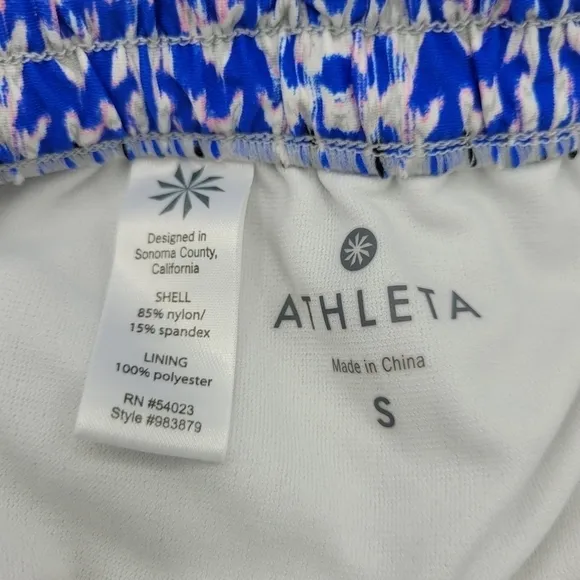 Designed in
Sonoma County,
California
SHELL
85% nylon/
15% spandex
LINING
100% polyester
RN #54023
Style #983879
ATHLETA
Made in China
S